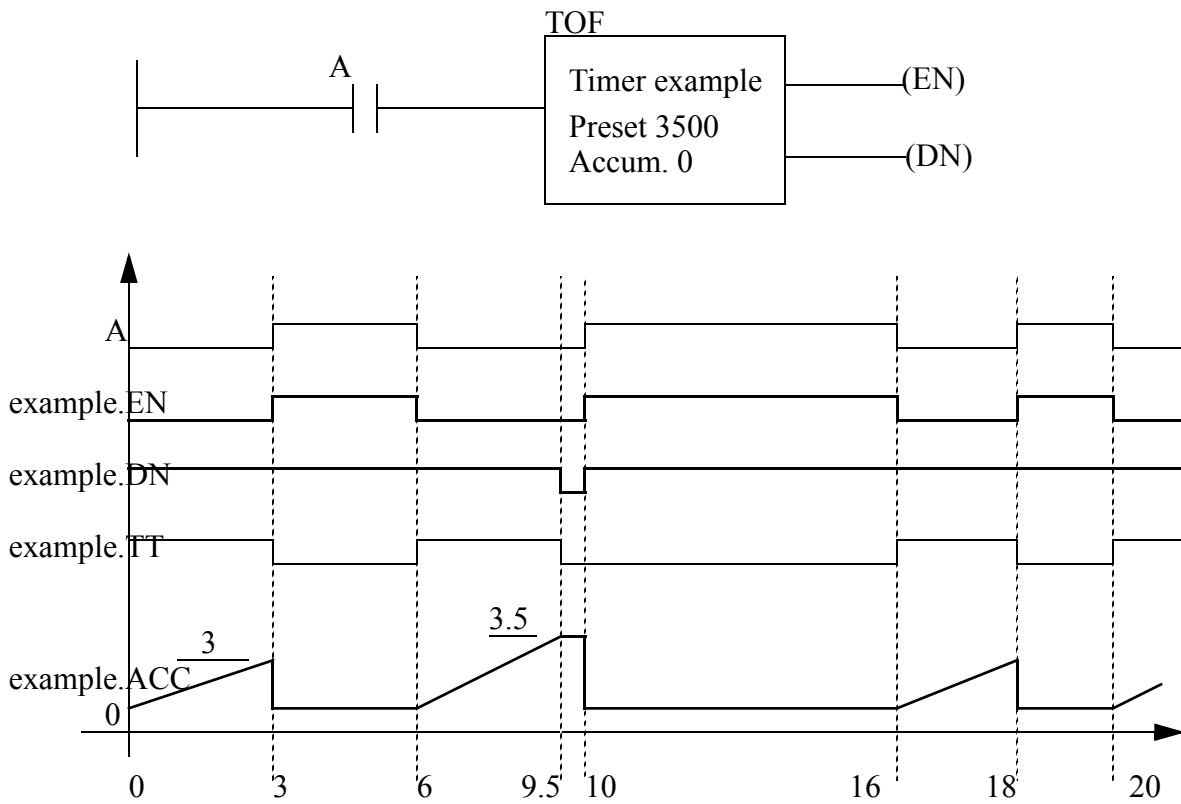 TOF
A
Timer example
(EN)
Preset 3500
Accum. 0
(DN)
A
example.EN
example.DN
example.TT
3.5
3
example.ACC
0
0 3 6 9.5 10 16 18 20